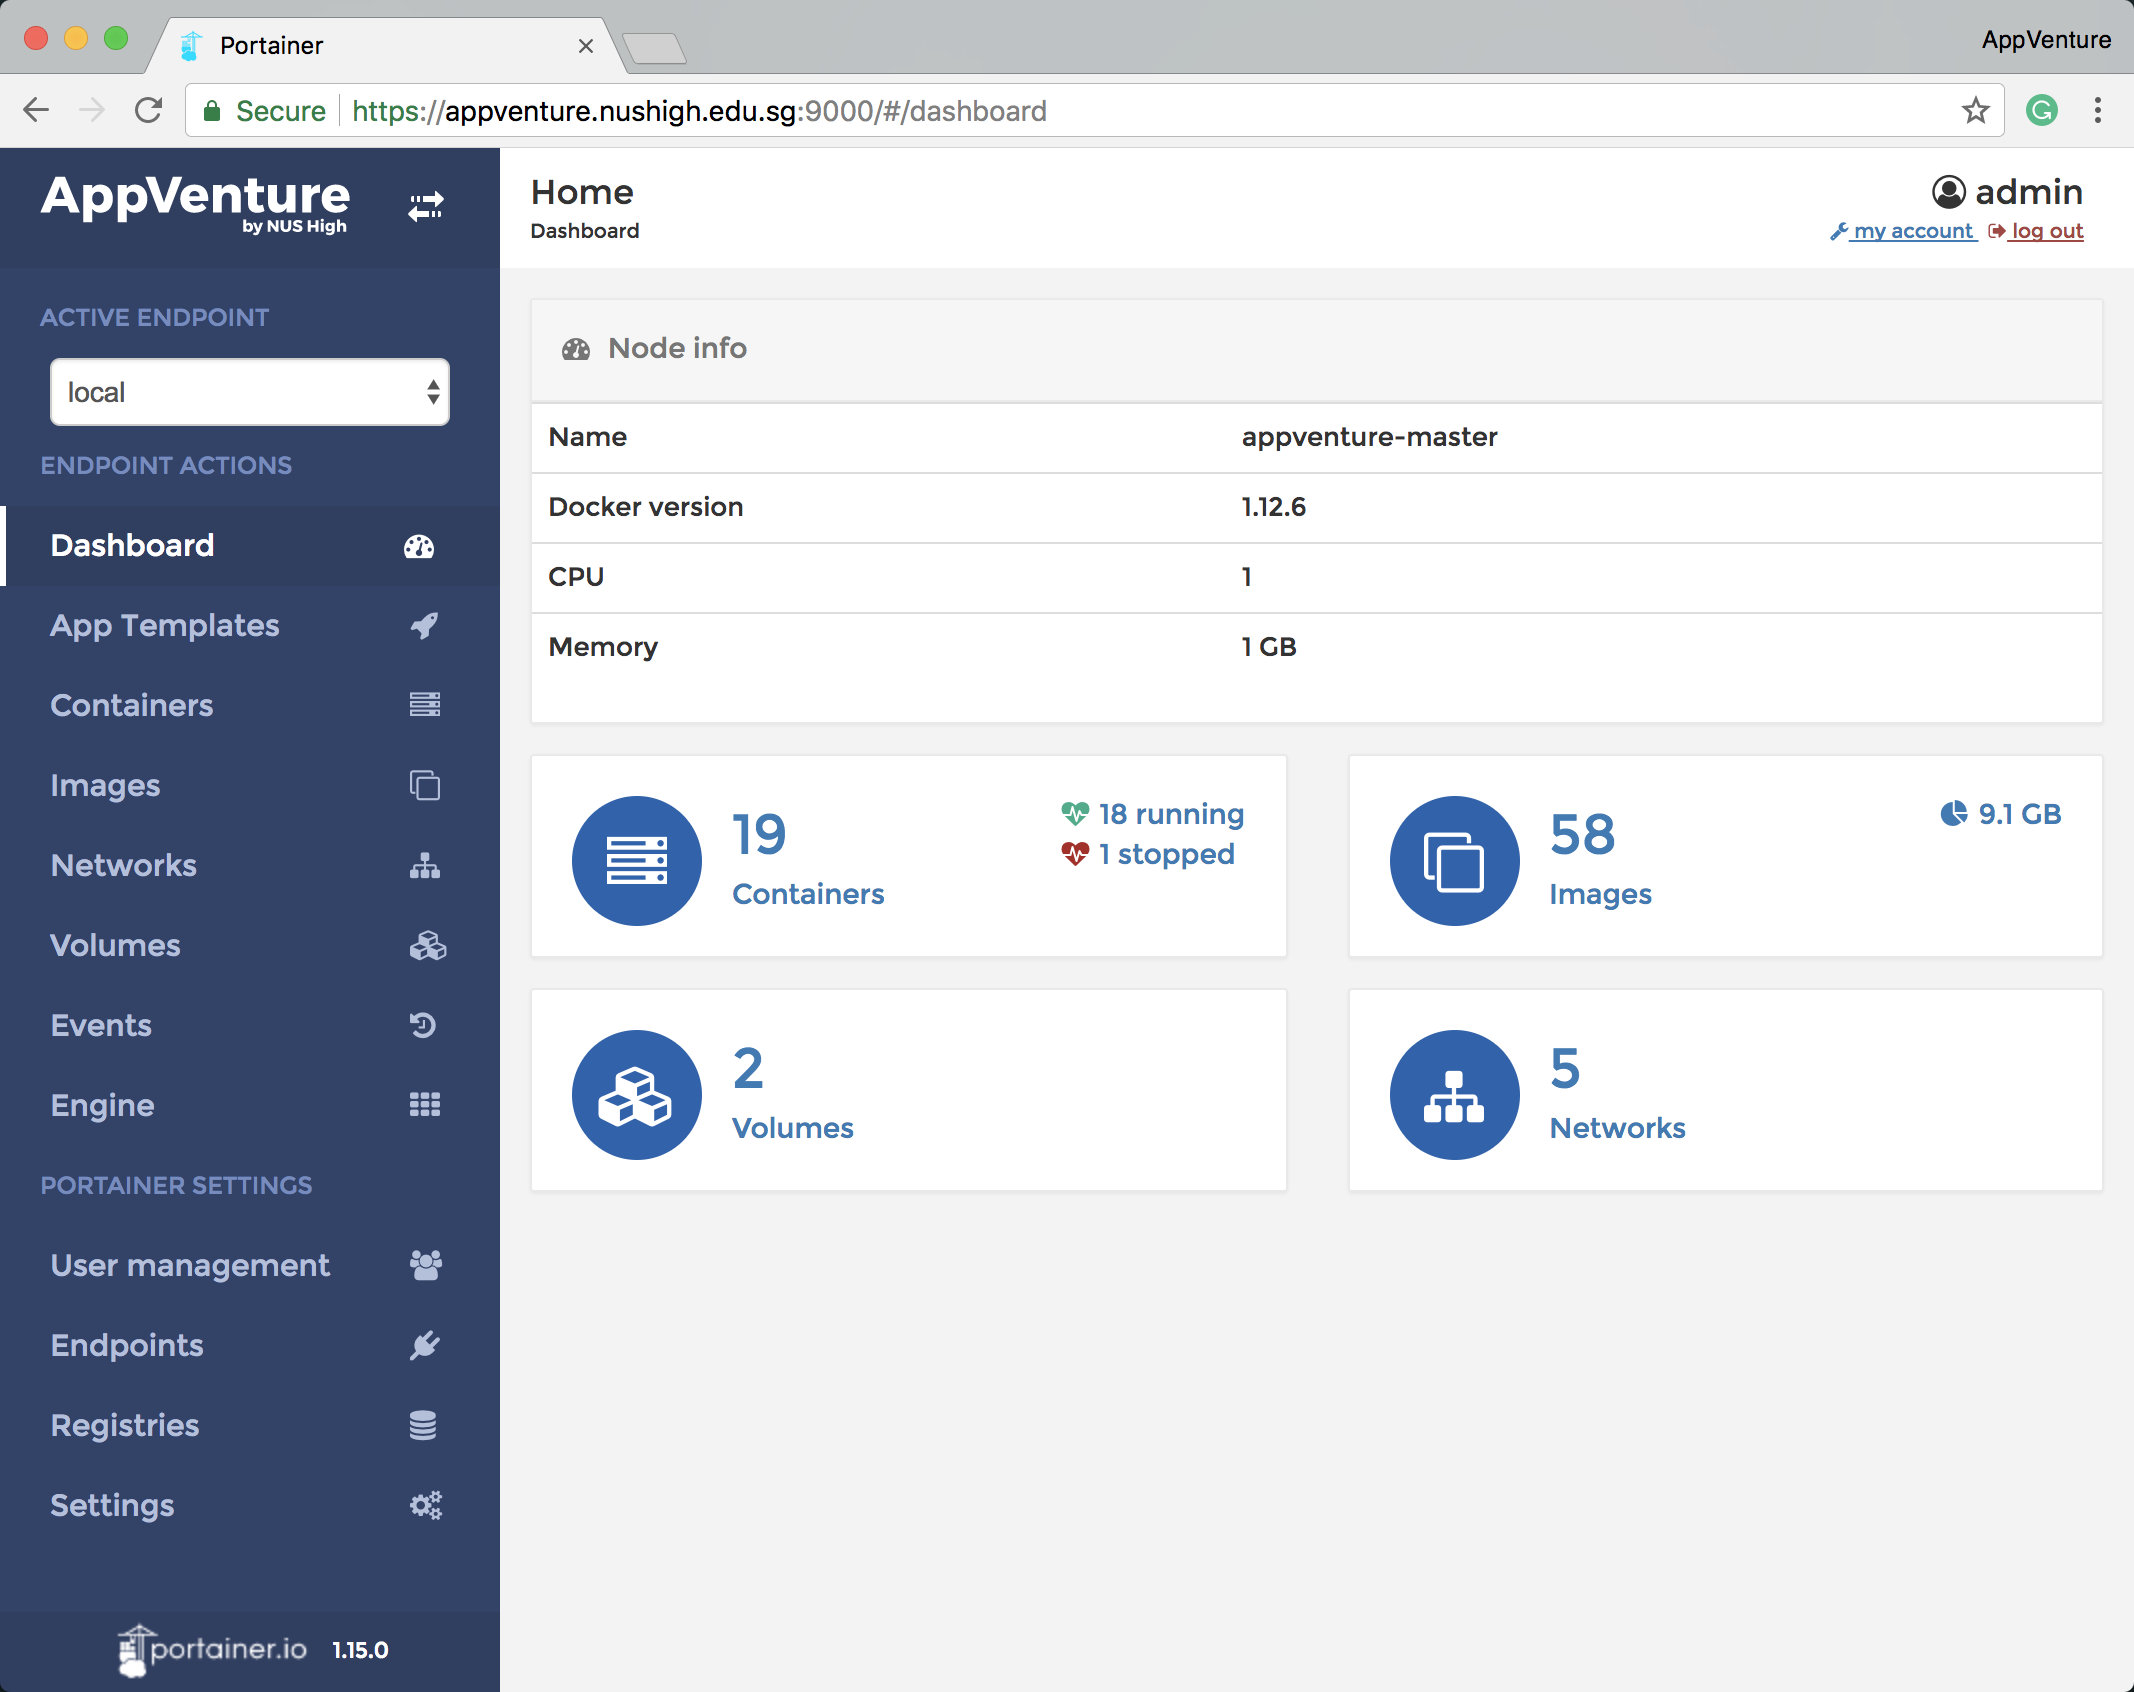 Portainer
AppVenture
Secure https://appventure.nushigh.edu.sg:9000/#/dashboard
AppVenture
by NUS High
ACTIVE ENDPOINT
local
ENDPOINT ACTIONS
Dashboard
App Templates
Containers
Images
Networks
Volumes
Events
Engine
PORTAINER SETTINGS
User management
Endpoints
Registries
Settings
portainer.io 1.15.0
Home
Dashboard
admin
my account log out
Node info
Name appventure-master
Docker version 1.12.6
CPU 1
Memory 1 GB
19
Containers
18 running
1 stopped
58
Images
9.1 GB
2
Volumes
5
Networks